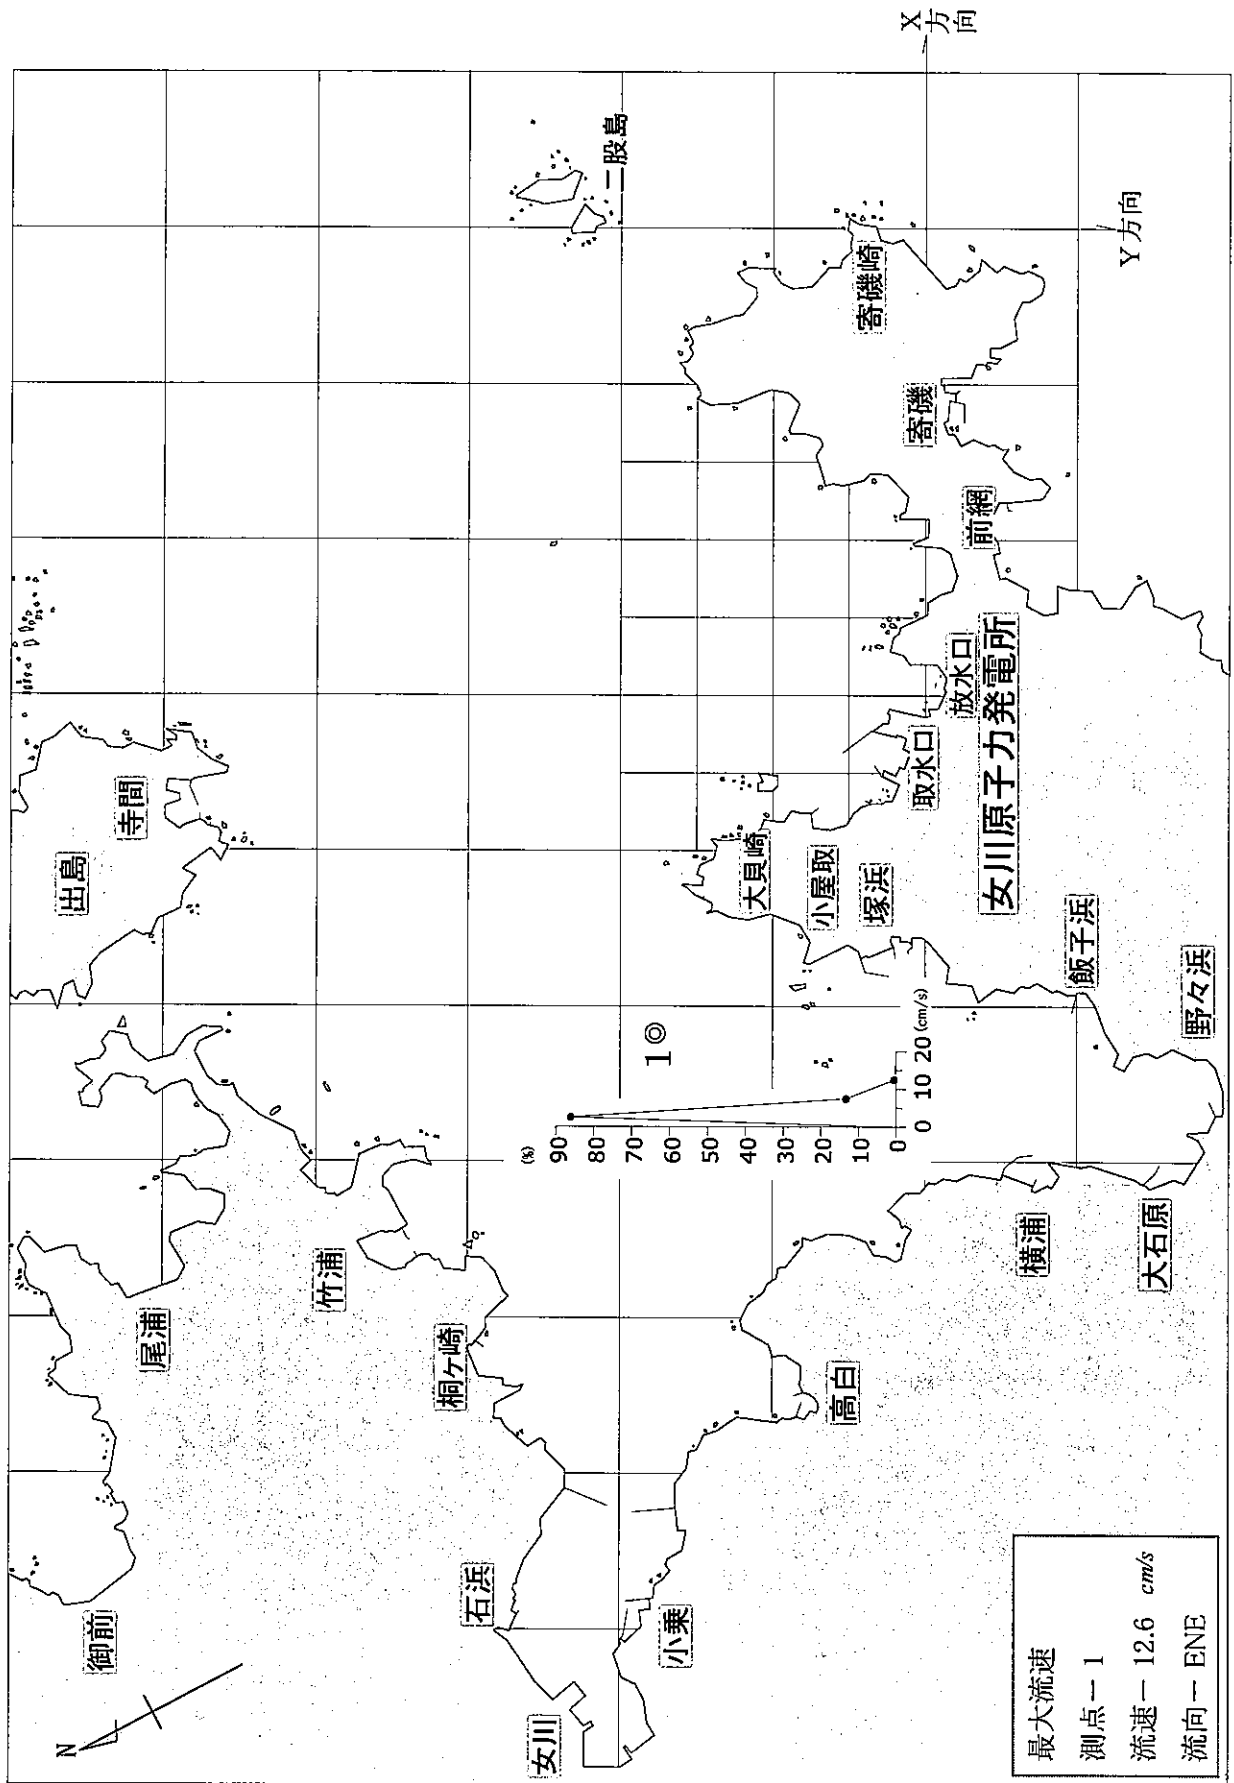 N
御前
尾浦
出島
寺間
竹浦
桐ヶ崎
石浜
女川
小乗
高白
横浦
大石原
野々浜
飯子浜
塚浜
小屋取
大貝崎
取水口
放水口
女川原子力発電所
前網
寄磯
寄磯崎
二股島
X
方
向
Y方向
1
(%)
90
80
70
60
50
40
30
20
10
0
0 10 20 (cm/s)
最大流速
測点ー 1
流速ー 12.6 cm/s
流向ー ENE